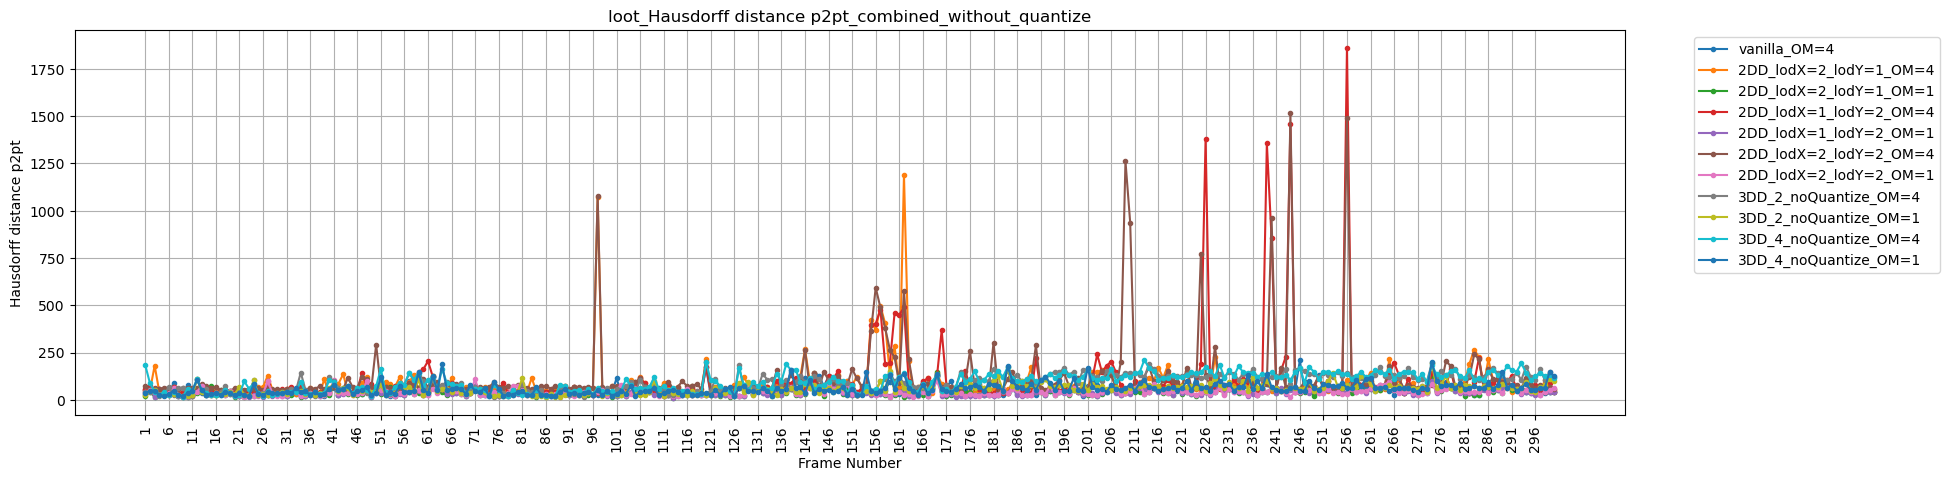 loot_Hausdorff distance p2pt_combined_without_quantize
1750
1500
1250
1000
750
500
250
0
Hausdorff distance p2pt
1 6 11 16 21 26 31 36 41 46 51 56 61 66 71 76 81 86 91 96 101 106 111 116 121 126 131 136 141 146 151 156 161 166 171 176 181 186 191 196 201 206 211 216 221 226 231 236 241 246 251 256 261 266 271 276 281 286 291 296
Frame Number
vanilla_OM=4
2DD_lodX=2_lodY=1_OM=4
2DD_lodX=2_lodY=1_OM=1
2DD_lodX=1_lodY=2_OM=4
2DD_lodX=1_lodY=2_OM=1
2DD_lodX=2_lodY=2_OM=4
2DD_lodX=2_lodY=2_OM=1
3DD_2_noQuantize_OM=4
3DD_2_noQuantize_OM=1
3DD_4_noQuantize_OM=4
3DD_4_noQuantize_OM=1